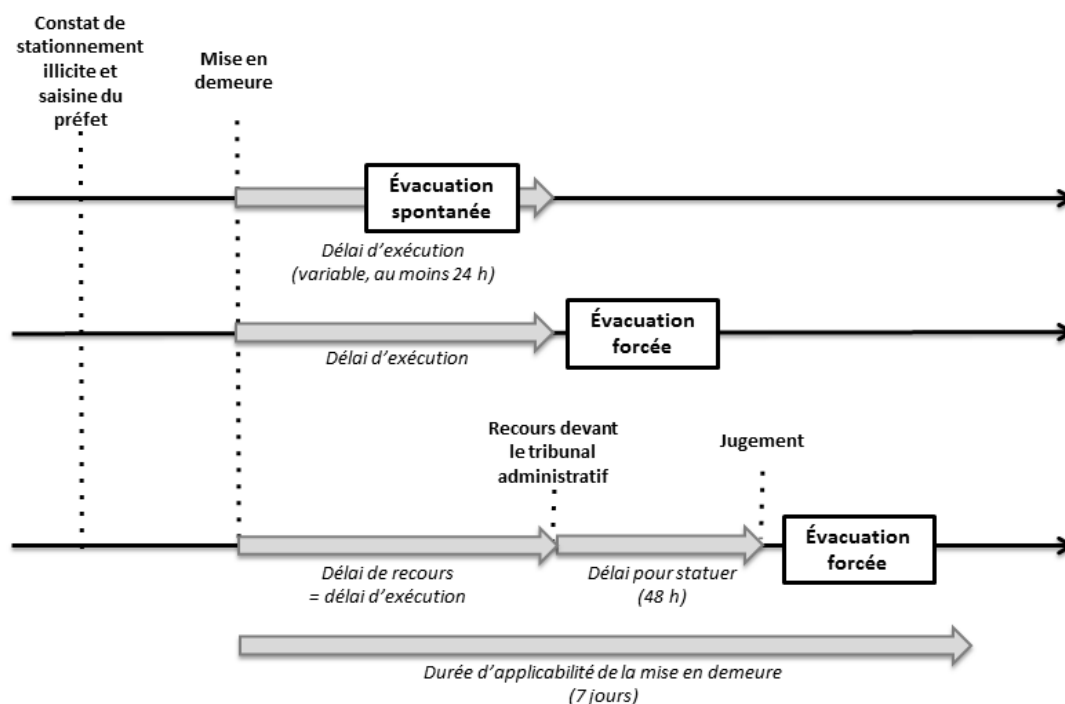 Constat de
stationnement
illicite et
saisine du
préfet
Mise en
demeure
Évacuation
spontanée
Délai d’exécution
(variable, au moins 24 h)
Évacuation
forcée
Délai d’exécution
Recours devant
le tribunal
administratif
Jugement
Évacuation
forcée
Délai de recours
= délai d’exécution
Délai pour statuer
(48 h)
Durée d’applicabilité de la mise en demeure
(7 jours)